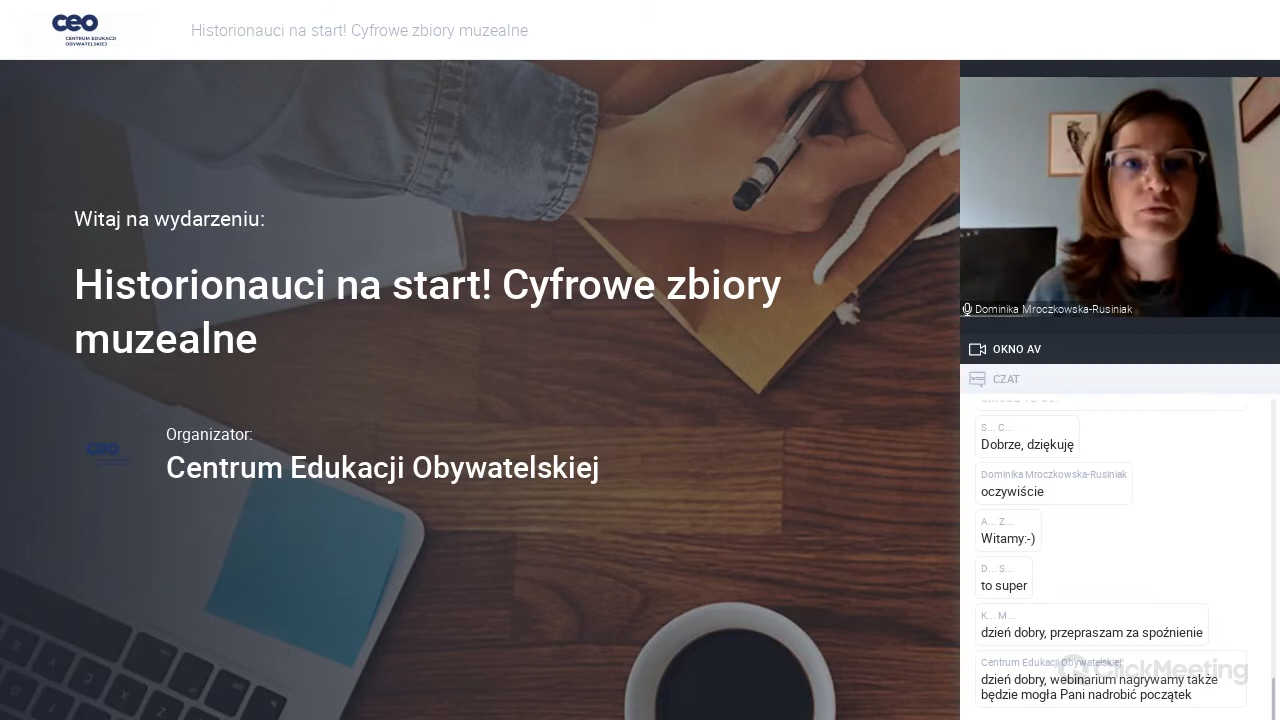 ceo
CENTRUM EDUKACJI
OBYWATELSKIEJ
Historionauci na start! Cyfrowe zbiory muzealne
Witaj na wydarzeniu:
Historionauci na start! Cyfrowe zbiory
muzealne
Organizator:
ceo
Centrum Edukacji Obywatelskiej
Dominika Mroczkowska-Rusiniak
OKNO AV
CZAT
S... C...
Dobrze, dziękuję
Dominika Mroczkowska-Rusiniak
oczywiście
A... Z...
Witamy:-)
D... S...
to super
K... M...
dzień dobry, przepraszam za spoźnienie
Centrum Edukacji Obywatelskiej
ClickMeeting
dzień dobry, webinarium nagrywamy także
będzie mogła Pani nadrobić początek